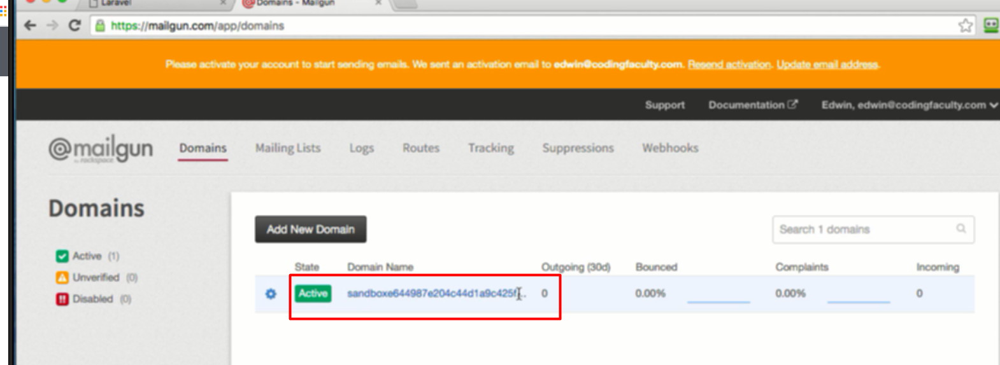 Laravel
Domains - Mailgun
https://mailgun.com/app/domains
Please activate your account to start sending emails. We sent an activation email to edwin@codingfaculty.com. Resend activation. Update email address.
Support Documentation Edwin, edwin@codingfaculty.com
@mailgun Domains Mailing Lists Logs Routes Tracking Suppressions Webhooks
by rackspace
Domains
Add New Domain
Search 1 domains
Active (1)
Unverified (0)
Disabled (0)
State Domain Name Outgoing (30d) Bounced Complaints Incoming
Active sandboxe644987e204c44d1a9c425f... 0 0.00% 0.00% 0